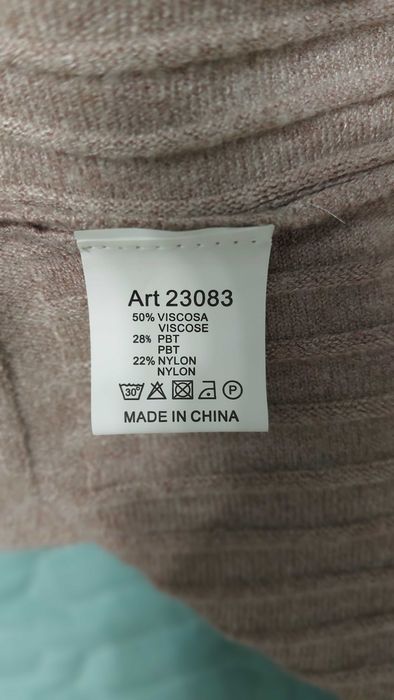 Art 23083
50% VISCOSA
VISCOSE
28% PBT
PBT
22% NYLON
NYLON
30°
P
MADE IN CHINA